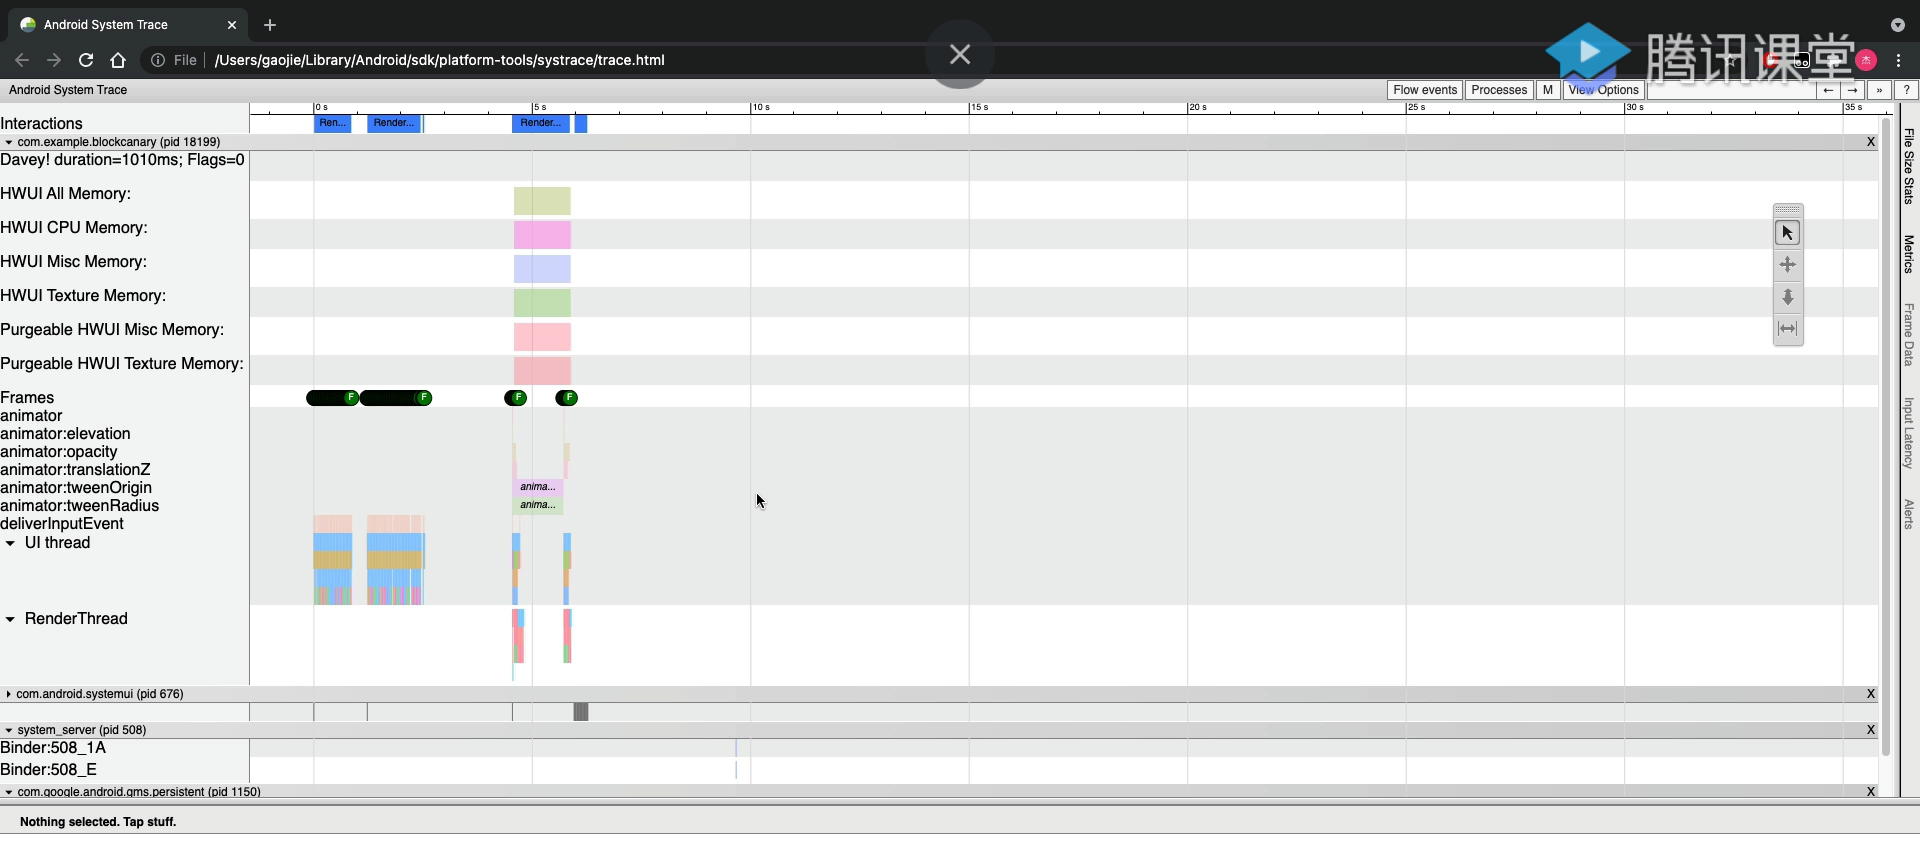 Android System Trace
File
/Users/gaojie/Library/Android/sdk/platform-tools/systrace/trace.html
腾讯课堂
杰
Android System Trace
Flow events
Processes
M
View Options
←
→
»
?
0 s
5 s
10 s
15 s
20 s
25 s
30 s
35 s
Interactions
Ren...
Render...
Render...
com.example.blockcanary (pid 18199)
X
Davey! duration=1010ms; Flags=0
HWUI All Memory:
HWUI CPU Memory:
HWUI Misc Memory:
HWUI Texture Memory:
Purgeable HWUI Misc Memory:
Purgeable HWUI Texture Memory:
Frames
F
F
F
F
animator
animator:elevation
animator:opacity
animator:translationZ
animator:tweenOrigin
anima...
animator:tweenRadius
anima...
deliverInputEvent
UI thread
RenderThread
com.android.systemui (pid 676)
X
system_server (pid 508)
X
Binder:508_1A
Binder:508_E
com.google.android.gms.persistent (pid 1150)
X
File Size Stats
Metrics
Frame Data
Input Latency
Alerts
Nothing selected. Tap stuff.